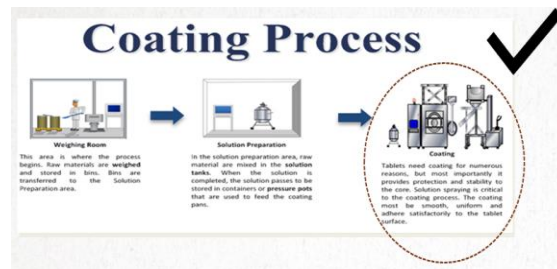 Coating Process
Weighing Room
This area is where the process
begins. Raw materials are weighed
and stored in bins. Bins are
transferred to the Solution
Preparation area.
Solution Preparation
In the solution preparation area, raw
material are mixed in the solution
tanks. When the solution is
completed, the solution passes to be
stored in containers or pressure pots
that are used to feed the coating
pans.
Coating
Tablets need coating for numerous
reasons, but most importantly it
provides protection and stability to
the core. Solution spraying is critical
to the coating process. The coating
must be smooth, uniform and
adhere satisfactorily to the tablet
surface.